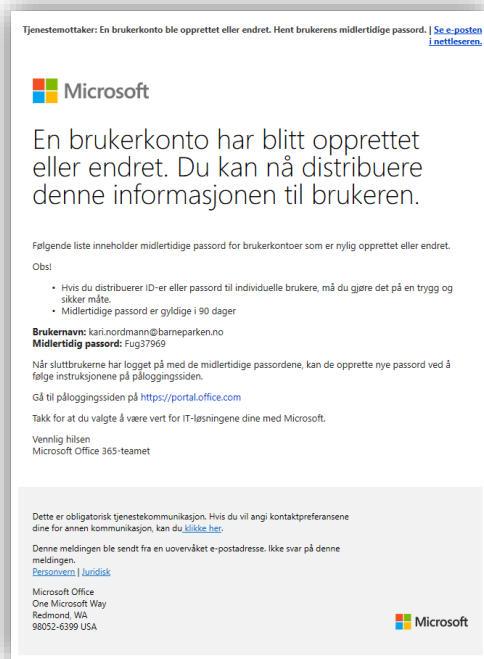 Tjenestemottaker: En brukerkonto ble opprettet eller endret. Hent brukerens midlertidige passord. | Se e-posten
i nettleseren.
Microsoft
En brukerkonto har blitt opprettet
eller endret. Du kan nå distribuere
denne informasjonen til brukeren.
Følgende liste inneholder midlertidige passord for brukerkontoer som er nylig opprettet eller endret.
Obs!
• Hvis du distribuerer ID-er eller passord til individuelle brukere, må du gjøre det på en trygg og
sikker måte.
• Midlertidige passord er gyldige i 90 dager
Brukernavn: kari.nordmann@barneparken.no
Midlertidig passord: Fug37969
Når sluttbrukerne har logget på med de midlertidige passordene, kan de opprette nye passord ved å
følge instruksjonene på påloggingssiden.
Gå til påloggingssiden på https://portal.office.com
Takk for at du valgte å være vert for IT-løsningene dine med Microsoft.
Vennlig hilsen
Microsoft Office 365-teamet
Dette er obligatorisk tjenestekommunikasjon. Hvis du vil angi kontaktpreferansene
dine for annen kommunikasjon, kan du klikke her.
Denne meldingen ble sendt fra en uovervåket e-postadresse. Ikke svar på denne
meldingen.
Personvern | Juridisk
Microsoft Office
One Microsoft Way
Redmond, WA
98052-6399 USA
Microsoft